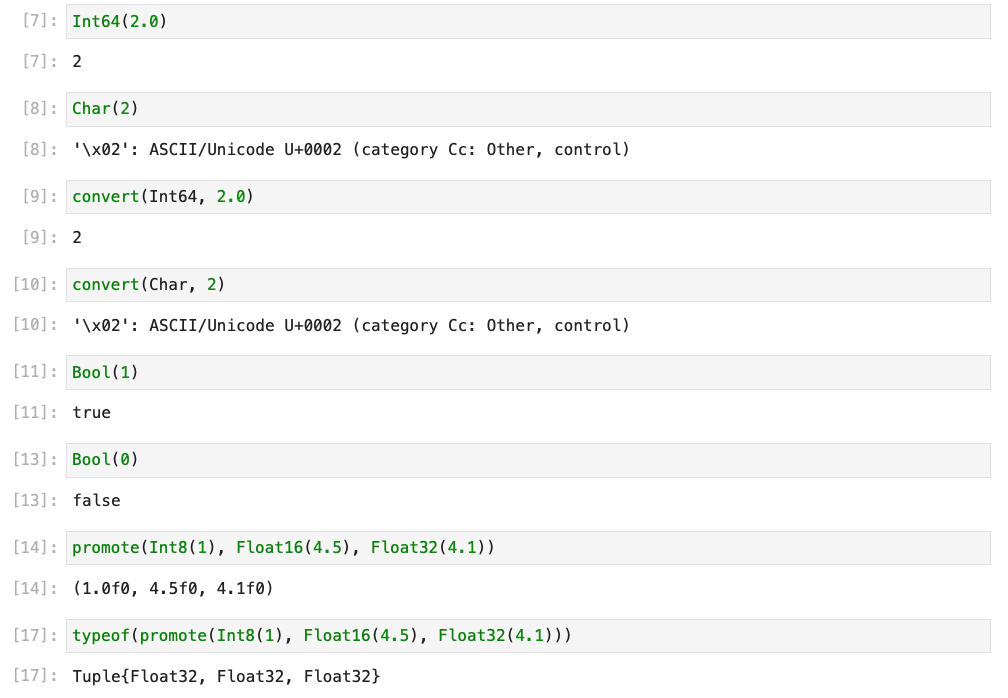 [7]: Int64(2.0)
[7]: 2
[8]: Char(2)
[8]: '\x02': ASCII/Unicode U+0002 (category Cc: Other, control)
[9]: convert(Int64, 2.0)
[9]: 2
[10]: convert(Char, 2)
[10]: '\x02': ASCII/Unicode U+0002 (category Cc: Other, control)
[11]: Bool(1)
[11]: true
[13]: Bool(0)
[13]: false
[14]: promote(Int8(1), Float16(4.5), Float32(4.1))
[14]: (1.0f0, 4.5f0, 4.1f0)
[17]: typeof(promote(Int8(1), Float16(4.5), Float32(4.1)))
[17]: Tuple{Float32, Float32, Float32}